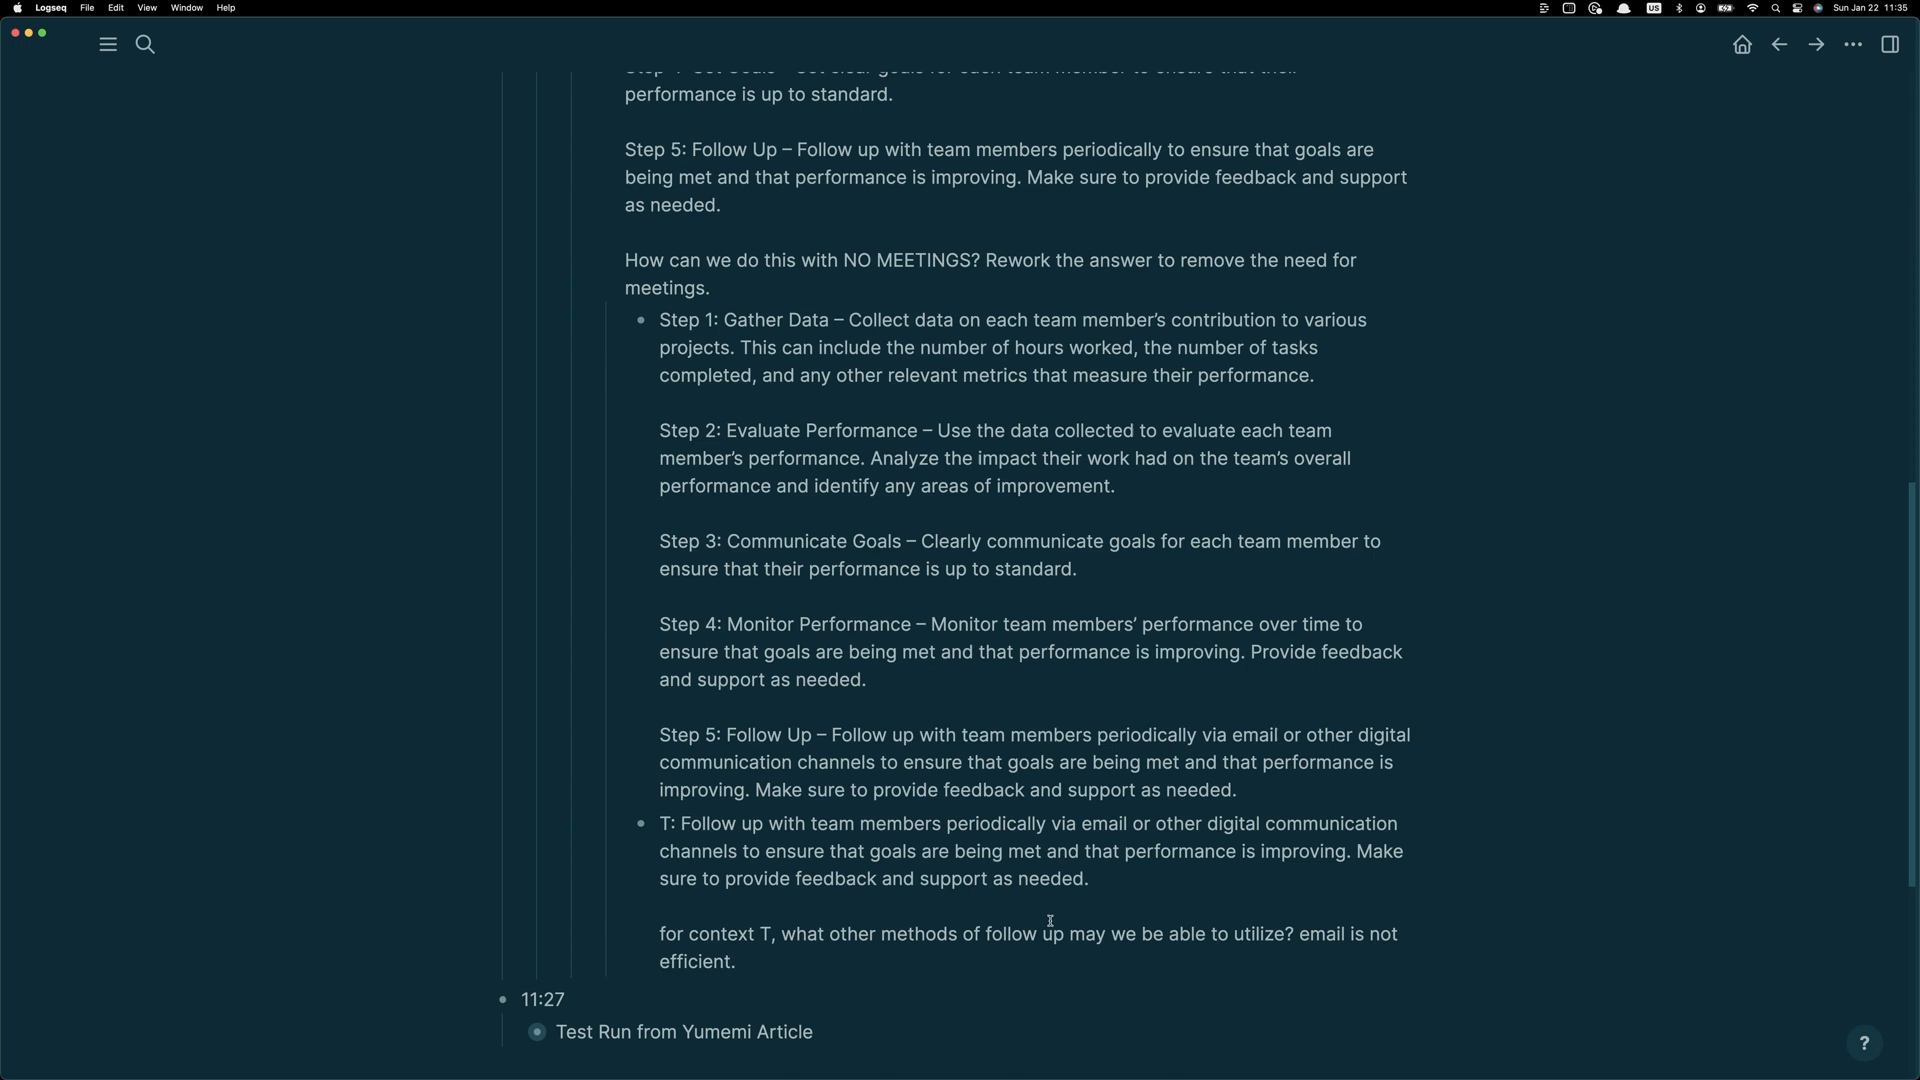 Logseq File Edit View Window Help
US
Sun Jan 22 11:35
performance is up to standard.
Step 5: Follow Up – Follow up with team members periodically to ensure that goals are
being met and that performance is improving. Make sure to provide feedback and support
as needed.
How can we do this with NO MEETINGS? Rework the answer to remove the need for
meetings.
Step 1: Gather Data – Collect data on each team member’s contribution to various
projects. This can include the number of hours worked, the number of tasks
completed, and any other relevant metrics that measure their performance.
Step 2: Evaluate Performance – Use the data collected to evaluate each team
member’s performance. Analyze the impact their work had on the team’s overall
performance and identify any areas of improvement.
Step 3: Communicate Goals – Clearly communicate goals for each team member to
ensure that their performance is up to standard.
Step 4: Monitor Performance – Monitor team members’ performance over time to
ensure that goals are being met and that performance is improving. Provide feedback
and support as needed.
Step 5: Follow Up – Follow up with team members periodically via email or other digital
communication channels to ensure that goals are being met and that performance is
improving. Make sure to provide feedback and support as needed.
T: Follow up with team members periodically via email or other digital communication
channels to ensure that goals are being met and that performance is improving. Make
sure to provide feedback and support as needed.
for context T, what other methods of follow up may we be able to utilize? email is not
efficient.
11:27
Test Run from Yumemi Article
?